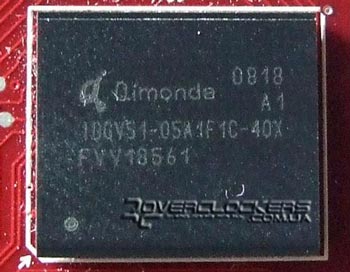 Qimonda 0818
A1
IDGV51-05A1F1C-40X
FVV18561
OVERCLOCKERS
.COM.UA